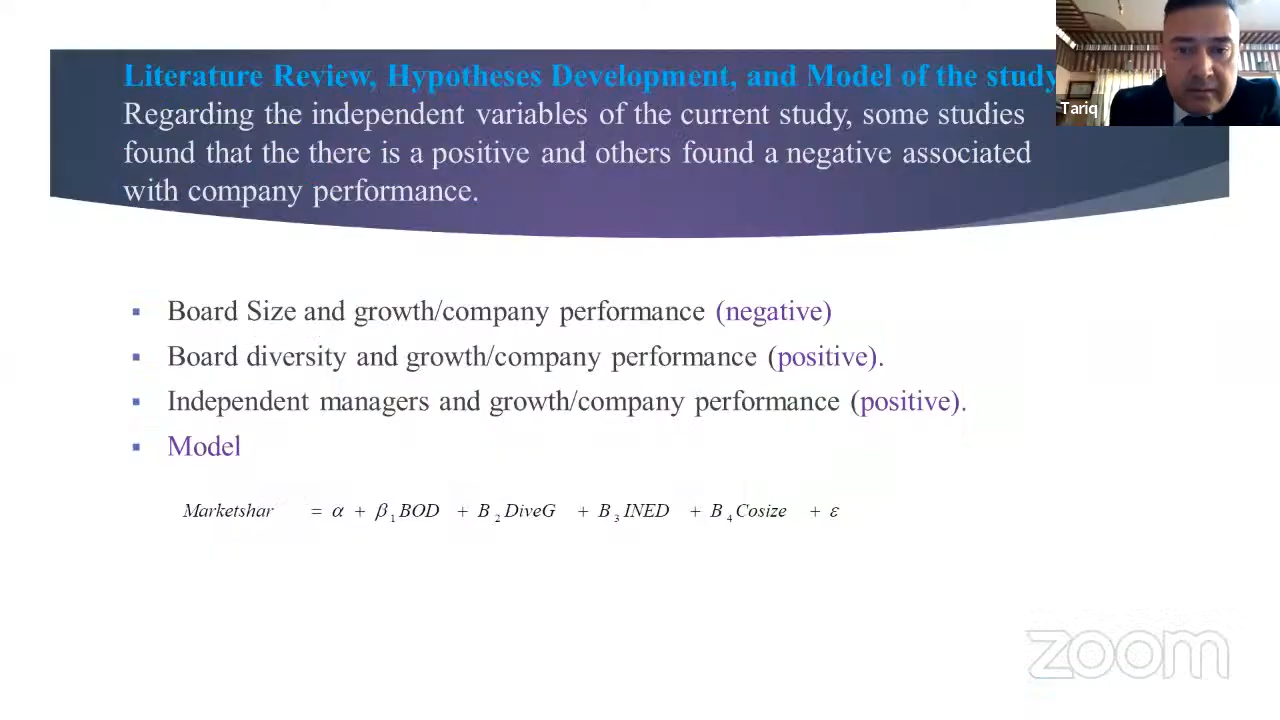 Literature Review, Hypotheses Development, and Model of the study
Regarding the independent variables of the current study, some studies
found that the there is a positive and others found a negative associated
with company performance.
Tariq
▪ Board Size and growth/company performance (negative)
▪ Board diversity and growth/company performance (positive).
▪ Independent managers and growth/company performance (positive).
▪ Model
Marketshar = α + β₁ BOD + B₂ DiveG + B₃ INED + B₄ Cosize + ε
zoom